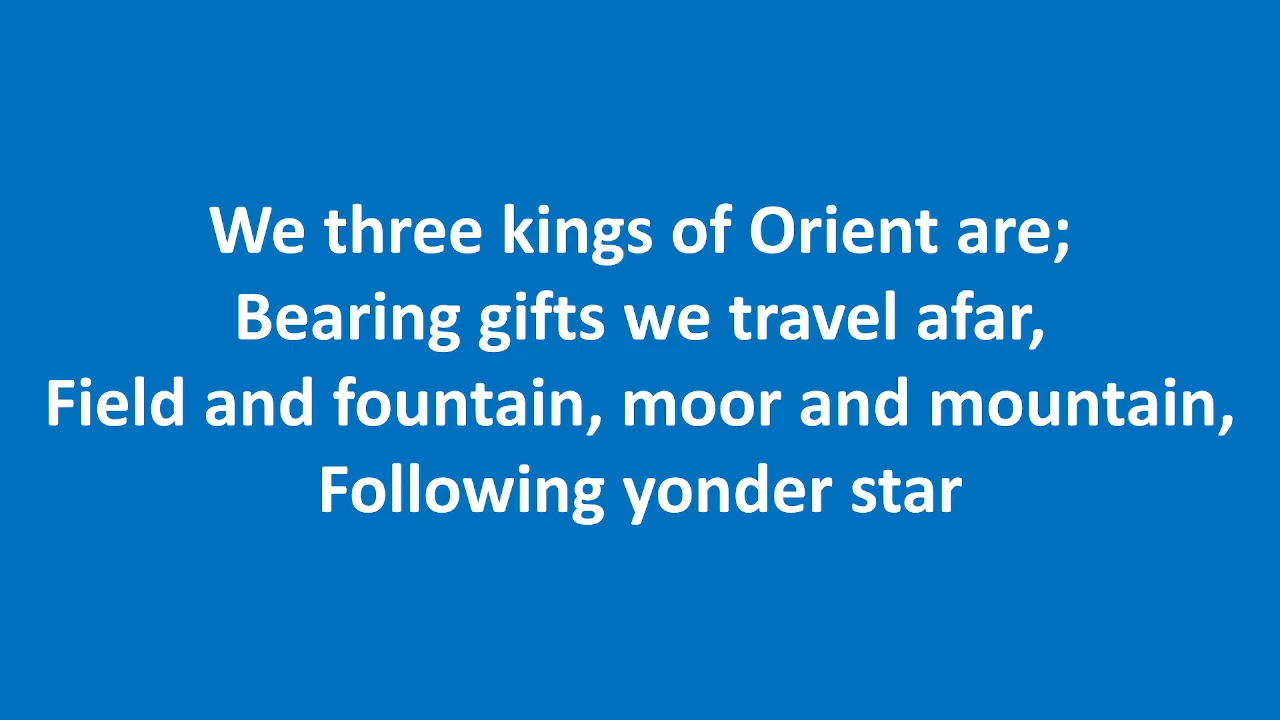 We three kings of Orient are;
Bearing gifts we travel afar,
Field and fountain, moor and mountain,
Following yonder star